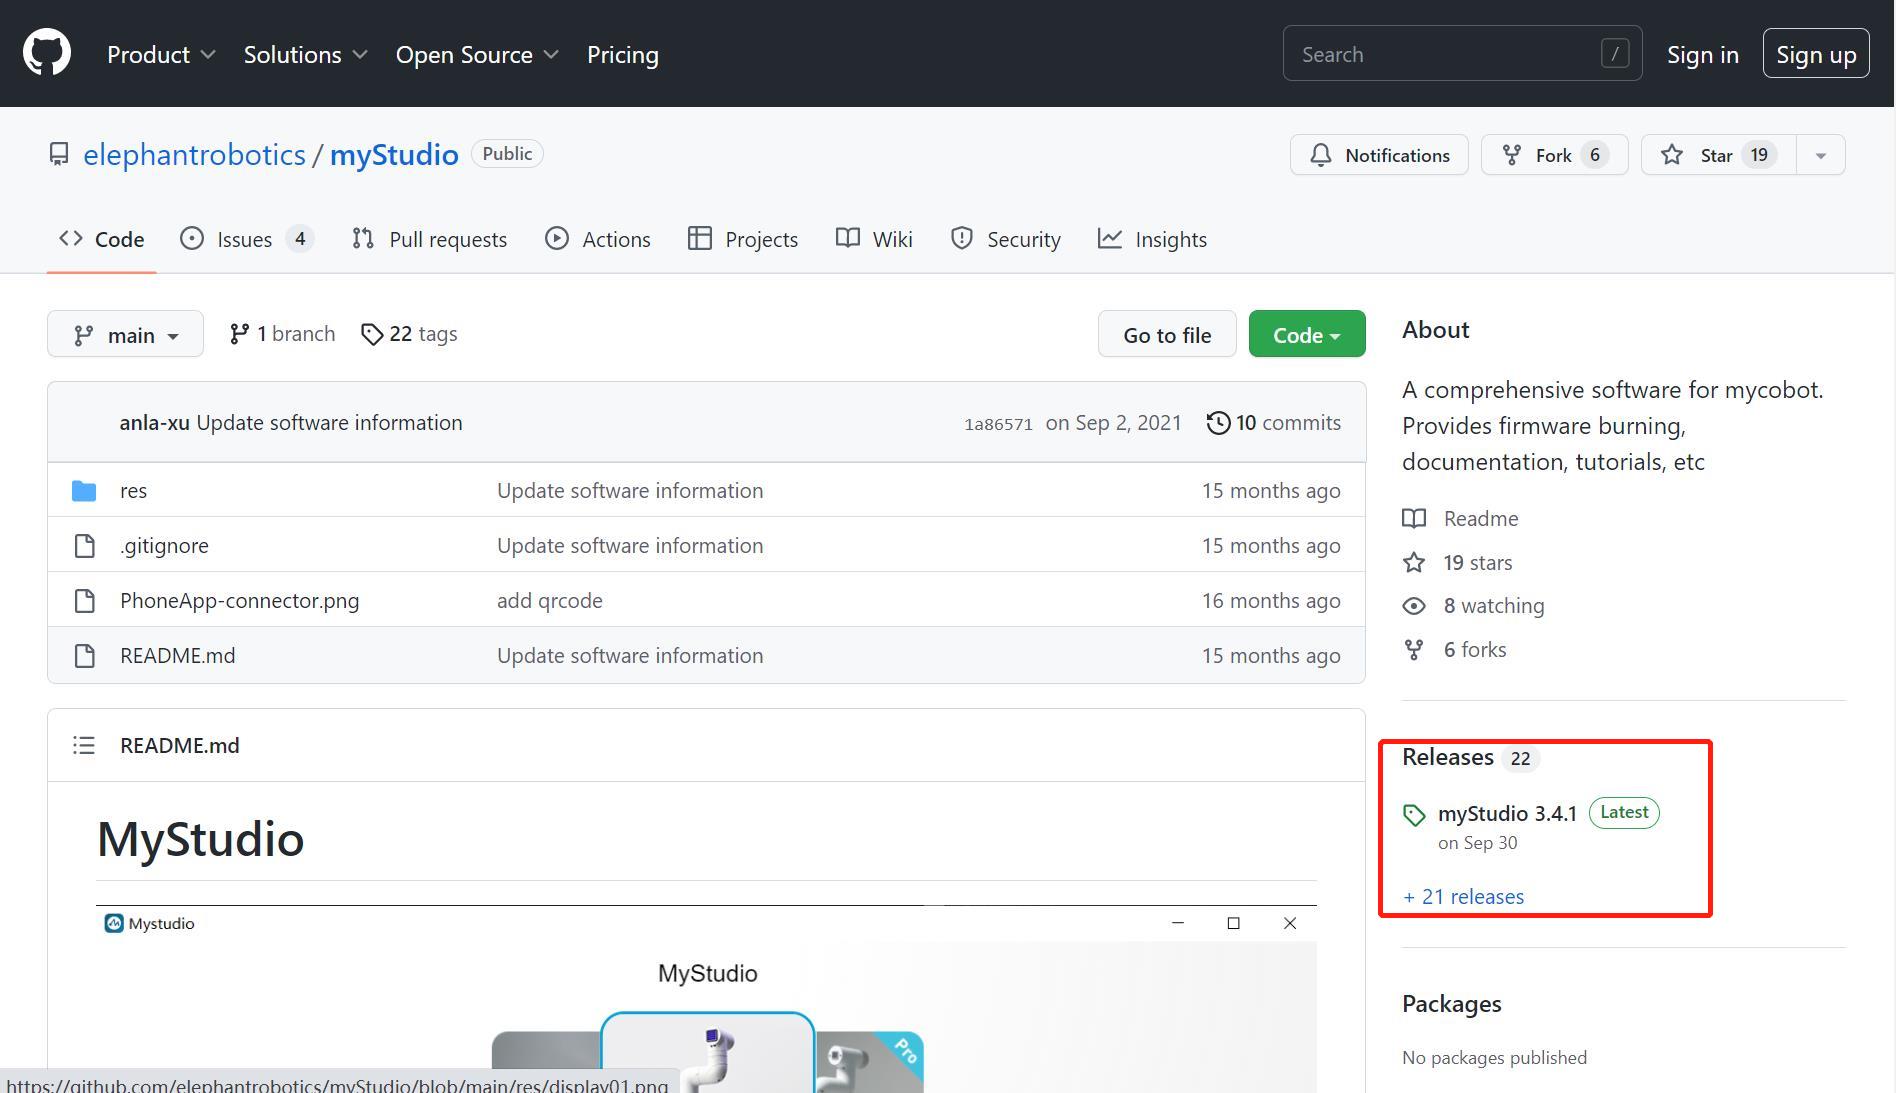 Product Solutions Open Source Pricing Search / Sign in Sign up
elephantrobotics / myStudio Public Notifications Fork 6 Star 19
Code Issues 4 Pull requests Actions Projects Wiki Security Insights
main 1 branch 22 tags Go to file Code
anla-xu Update software information 1a86571 on Sep 2, 2021 10 commits
res Update software information 15 months ago
.gitignore Update software information 15 months ago
PhoneApp-connector.png add qrcode 16 months ago
README.md Update software information 15 months ago
README.md
MyStudio
Mystudio
MyStudio
Pro
https://github.com/elephantrobotics/myStudio/blob/main/res/display01.png
About
A comprehensive software for mycobot.
Provides firmware burning,
documentation, tutorials, etc
Readme
19 stars
8 watching
6 forks
Releases 22
myStudio 3.4.1 Latest
on Sep 30
+ 21 releases
Packages
No packages published